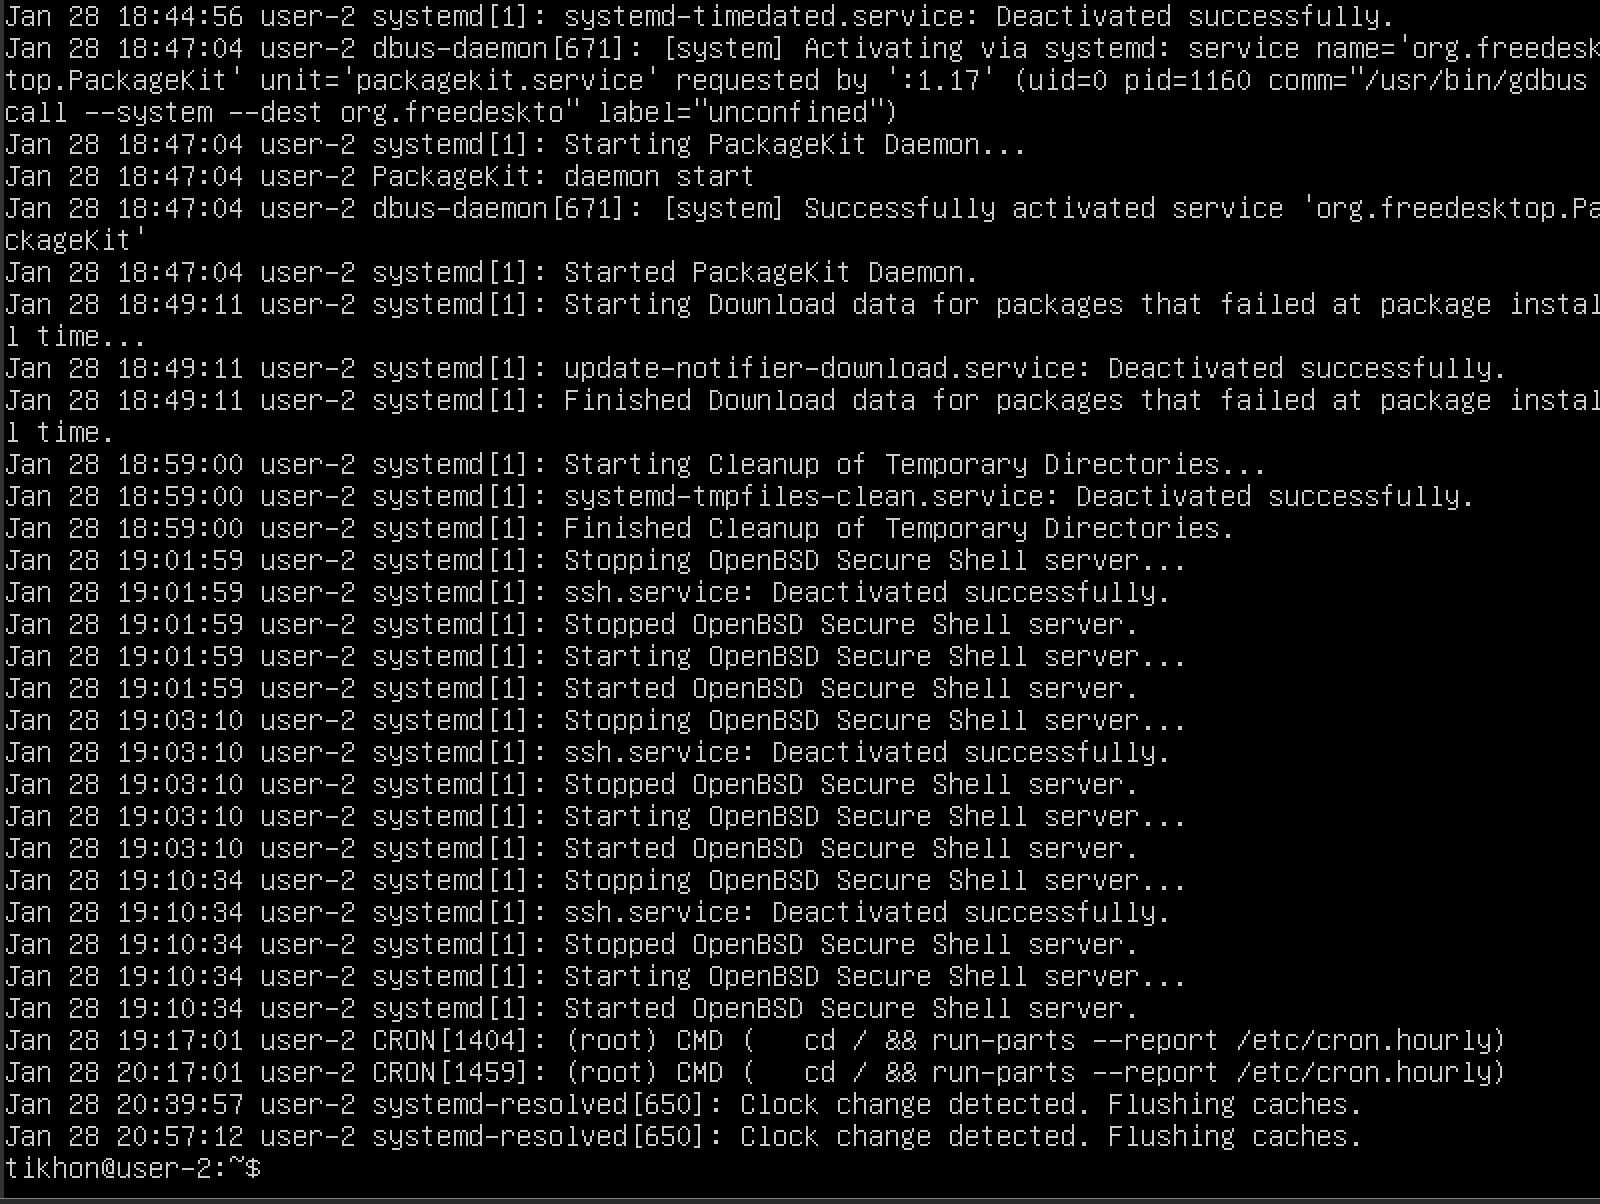 Jan 28 18:44:56 user-2 systemd[1]: systemd-timedated.service: Deactivated successfully.
Jan 28 18:47:04 user-2 dbus-daemon[671]: [system] Activating via systemd: service name='org.freedesk
top.PackageKit' unit='packagekit.service' requested by ':1.17' (uid=0 pid=1160 comm="/usr/bin/gdbus
call --system --dest org.freedeskto" label="unconfined")
Jan 28 18:47:04 user-2 systemd[1]: Starting PackageKit Daemon...
Jan 28 18:47:04 user-2 PackageKit: daemon start
Jan 28 18:47:04 user-2 dbus-daemon[671]: [system] Successfully activated service 'org.freedesktop.Pa
ckageKit'
Jan 28 18:47:04 user-2 systemd[1]: Started PackageKit Daemon.
Jan 28 18:49:11 user-2 systemd[1]: Starting Download data for packages that failed at package instal
l time...
Jan 28 18:49:11 user-2 systemd[1]: update-notifier-download.service: Deactivated successfully.
Jan 28 18:49:11 user-2 systemd[1]: Finished Download data for packages that failed at package instal
l time.
Jan 28 18:59:00 user-2 systemd[1]: Starting Cleanup of Temporary Directories...
Jan 28 18:59:00 user-2 systemd[1]: systemd-tmpfiles-clean.service: Deactivated successfully.
Jan 28 18:59:00 user-2 systemd[1]: Finished Cleanup of Temporary Directories.
Jan 28 19:01:59 user-2 systemd[1]: Stopping OpenBSD Secure Shell server...
Jan 28 19:01:59 user-2 systemd[1]: ssh.service: Deactivated successfully.
Jan 28 19:01:59 user-2 systemd[1]: Stopped OpenBSD Secure Shell server.
Jan 28 19:01:59 user-2 systemd[1]: Starting OpenBSD Secure Shell server...
Jan 28 19:01:59 user-2 systemd[1]: Started OpenBSD Secure Shell server.
Jan 28 19:03:10 user-2 systemd[1]: Stopping OpenBSD Secure Shell server...
Jan 28 19:03:10 user-2 systemd[1]: ssh.service: Deactivated successfully.
Jan 28 19:03:10 user-2 systemd[1]: Stopped OpenBSD Secure Shell server.
Jan 28 19:03:10 user-2 systemd[1]: Starting OpenBSD Secure Shell server...
Jan 28 19:03:10 user-2 systemd[1]: Started OpenBSD Secure Shell server.
Jan 28 19:10:34 user-2 systemd[1]: Stopping OpenBSD Secure Shell server...
Jan 28 19:10:34 user-2 systemd[1]: ssh.service: Deactivated successfully.
Jan 28 19:10:34 user-2 systemd[1]: Stopped OpenBSD Secure Shell server.
Jan 28 19:10:34 user-2 systemd[1]: Starting OpenBSD Secure Shell server...
Jan 28 19:10:34 user-2 systemd[1]: Started OpenBSD Secure Shell server.
Jan 28 19:17:01 user-2 CRON[1404]: (root) CMD (   cd / && run-parts --report /etc/cron.hourly)
Jan 28 20:17:01 user-2 CRON[1459]: (root) CMD (   cd / && run-parts --report /etc/cron.hourly)
Jan 28 20:39:57 user-2 systemd-resolved[650]: Clock change detected. Flushing caches.
Jan 28 20:57:12 user-2 systemd-resolved[650]: Clock change detected. Flushing caches.
tikhon@user-2:~$